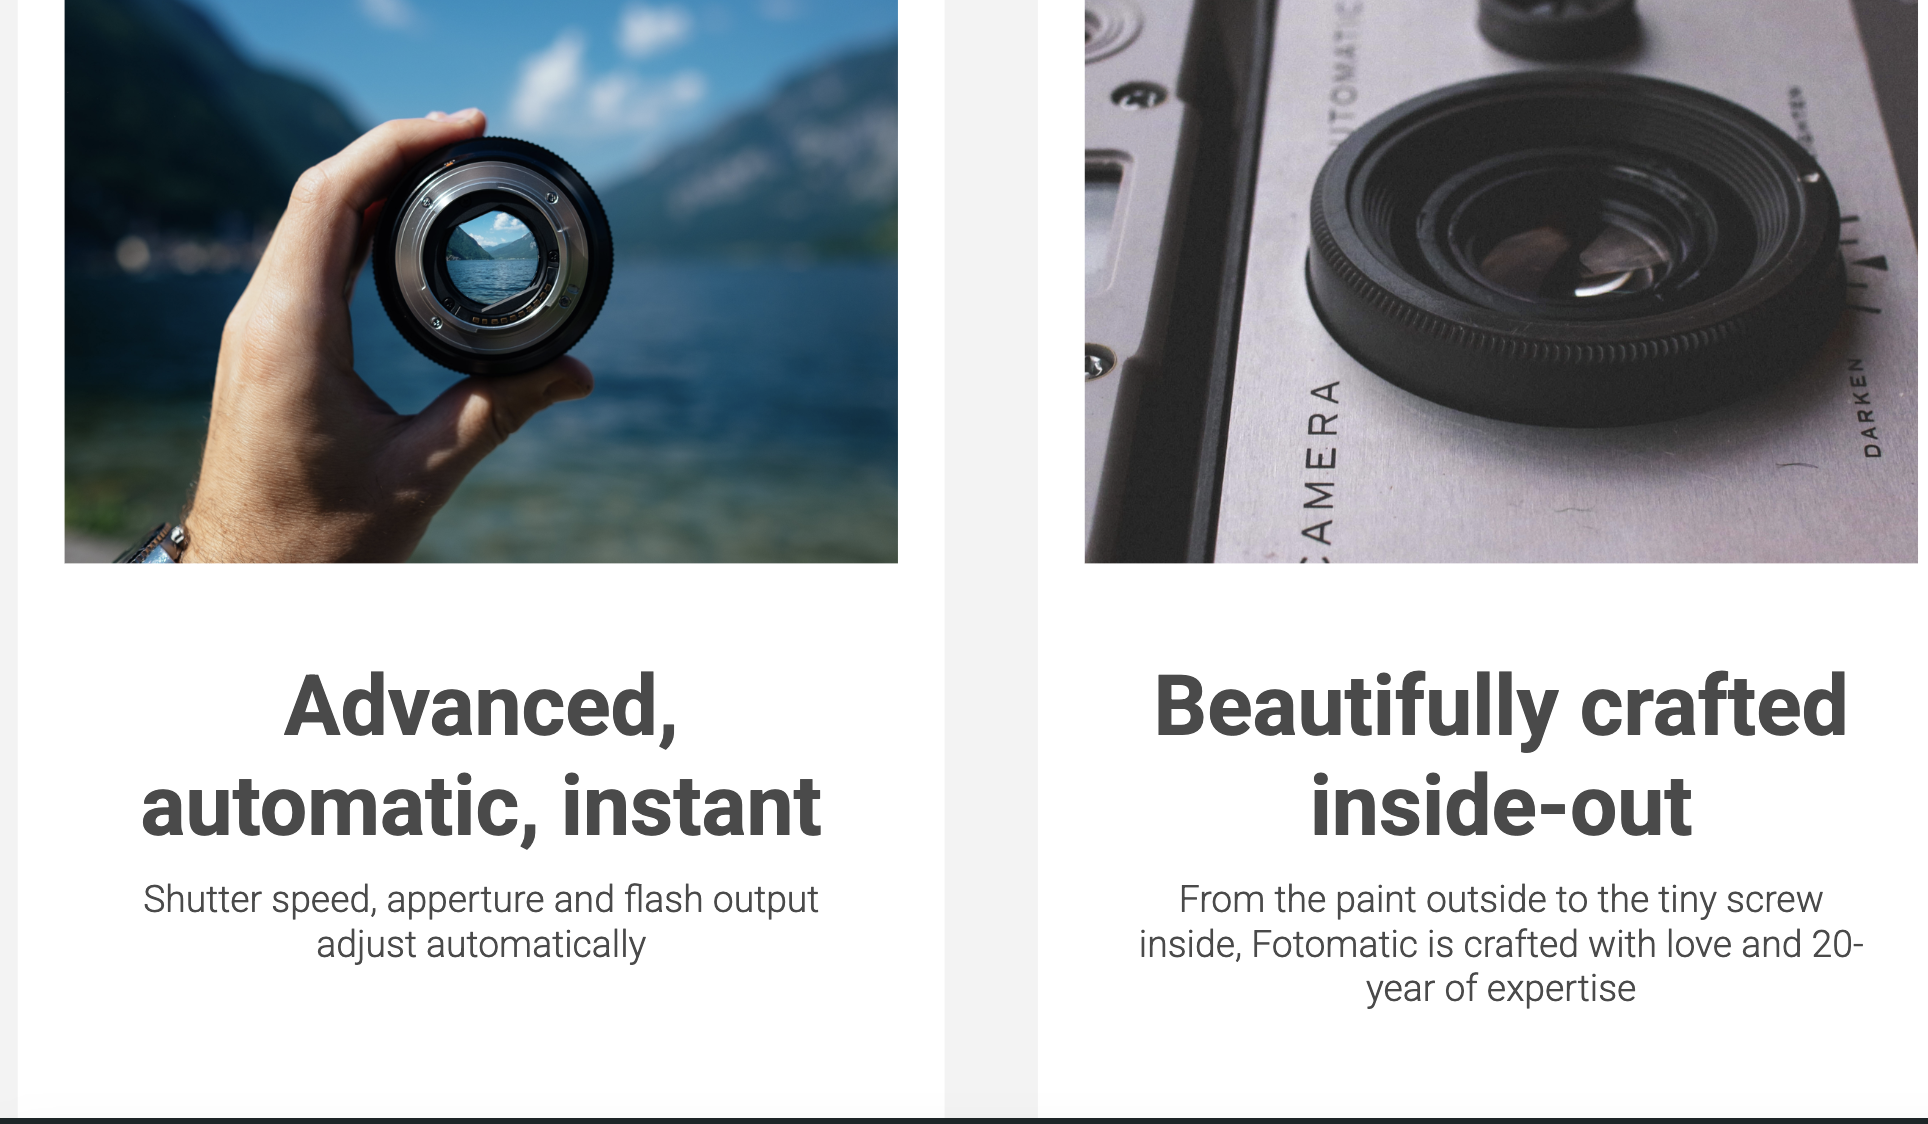 AUTOMATIC
CAMERA
DARKEN
Advanced,
automatic, instant
Shutter speed, apperture and flash output
adjust automatically
Beautifully crafted
inside-out
From the paint outside to the tiny screw
inside, Fotomatic is crafted with love and 20-
year of expertise